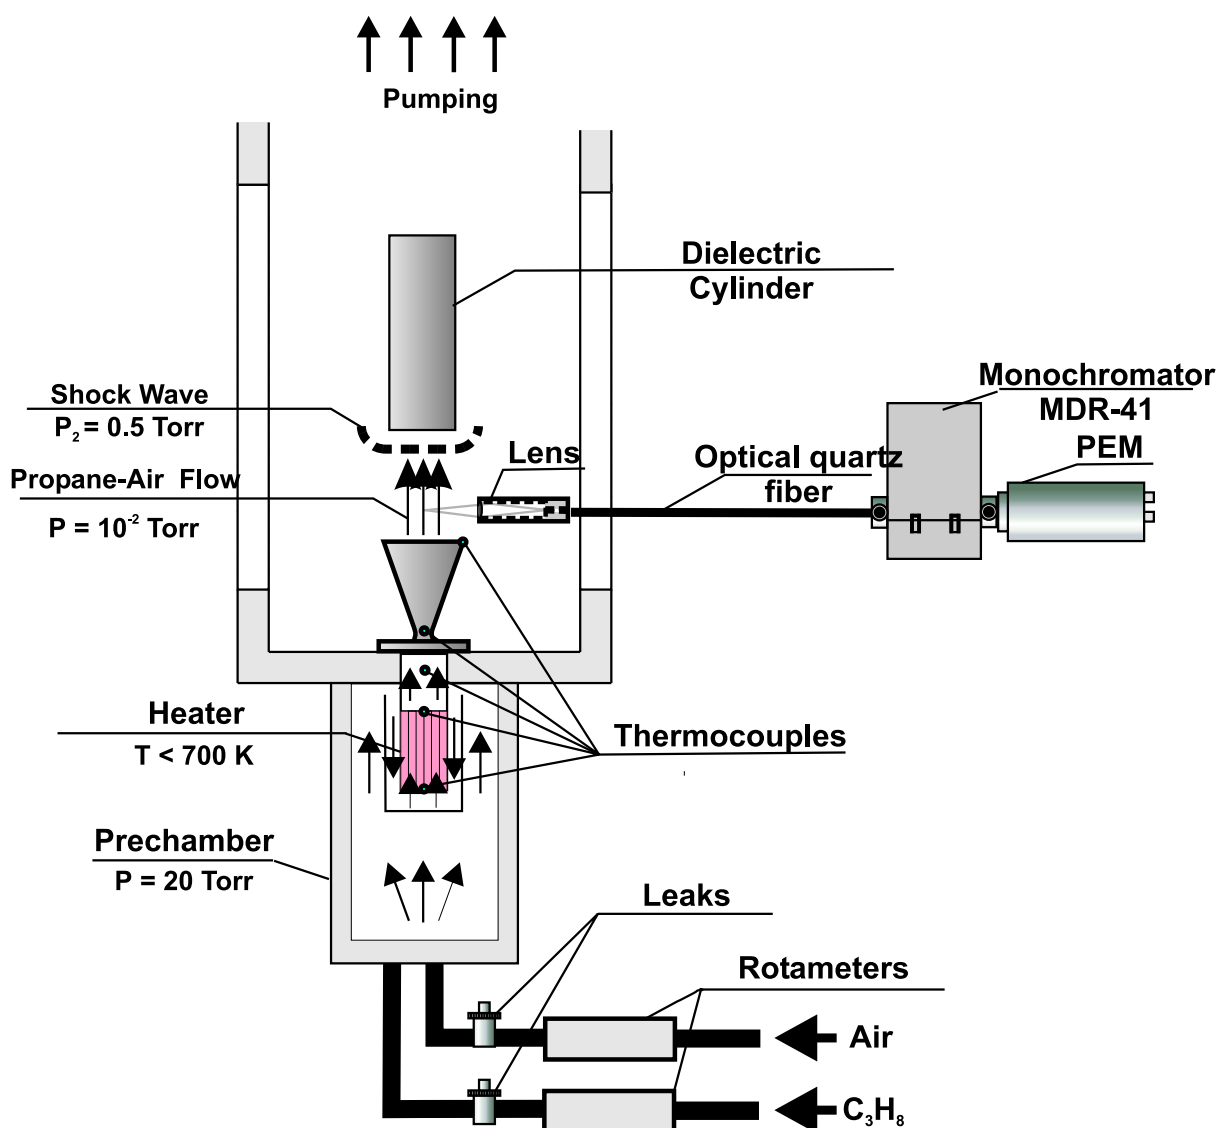 Pumping
Dielectric
Cylinder
Shock Wave
P₂ = 0.5 Torr
Monochromator
MDR-41
PEM
Lens
Optical quartz
fiber
Propane-Air Flow
P = 10⁻² Torr
Heater
T < 700 K
Thermocouples
Prechamber
P = 20 Torr
Leaks
Rotameters
Air
C₃H₈